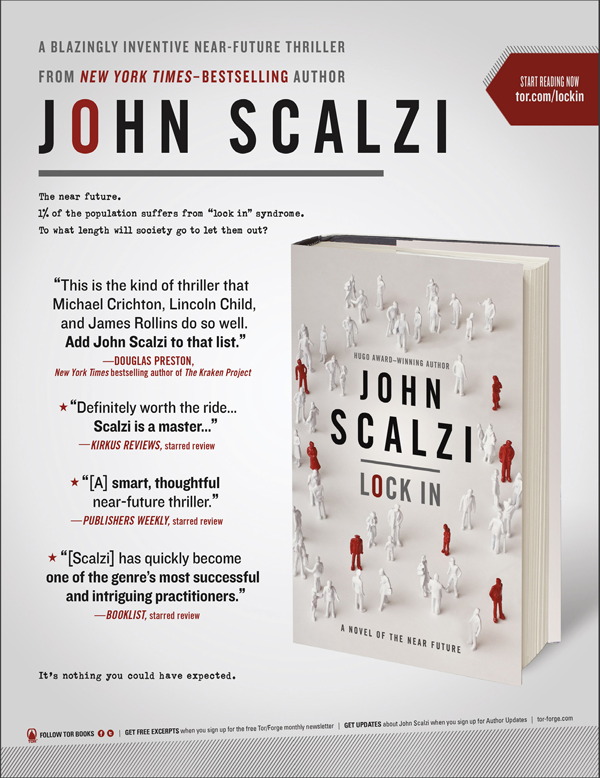 A BLAZINGLY INVENTIVE NEAR-FUTURE THRILLER
FROM NEW YORK TIMES–BESTSELLING AUTHOR
JOHN SCALZI
START READING NOW
tor.com/lockin
The near future.
1% of the population suffers from “lock in” syndrome.
To what length will society go to let them out?
“This is the kind of thriller that
Michael Crichton, Lincoln Child,
and James Rollins do so well.
Add John Scalzi to that list.”
—DOUGLAS PRESTON,
New York Times bestselling author of The Kraken Project
★ “Definitely worth the ride...
Scalzi is a master...”
—KIRKUS REVIEWS, starred review
★ “[A] smart, thoughtful
near-future thriller.”
—PUBLISHERS WEEKLY, starred review
★ “[Scalzi] has quickly become
one of the genre’s most successful
and intriguing practitioners.”
—BOOKLIST, starred review
It’s nothing you could have expected.
HUGO AWARD–WINNING AUTHOR
JOHN
SCALZI
LOCK IN
A NOVEL OF THE NEAR FUTURE
TOR
FOLLOW TOR BOOKS | GET FREE EXCERPTS when you sign up for the free Tor/Forge monthly newsletter | GET UPDATES about John Scalzi when you sign up for Author Updates | tor-forge.com